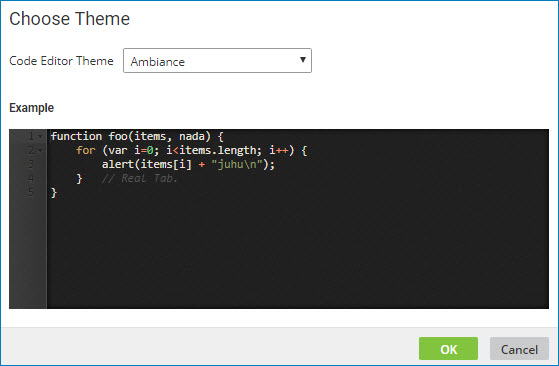 Choose Theme
Code Editor Theme Ambiance
Example
1 function foo(items, nada) {
2 for (var i=0; i<items.length; i++) {
3 alert(items[i] + "juhu\n");
4 } // Real Tab.
5 }
OK Cancel